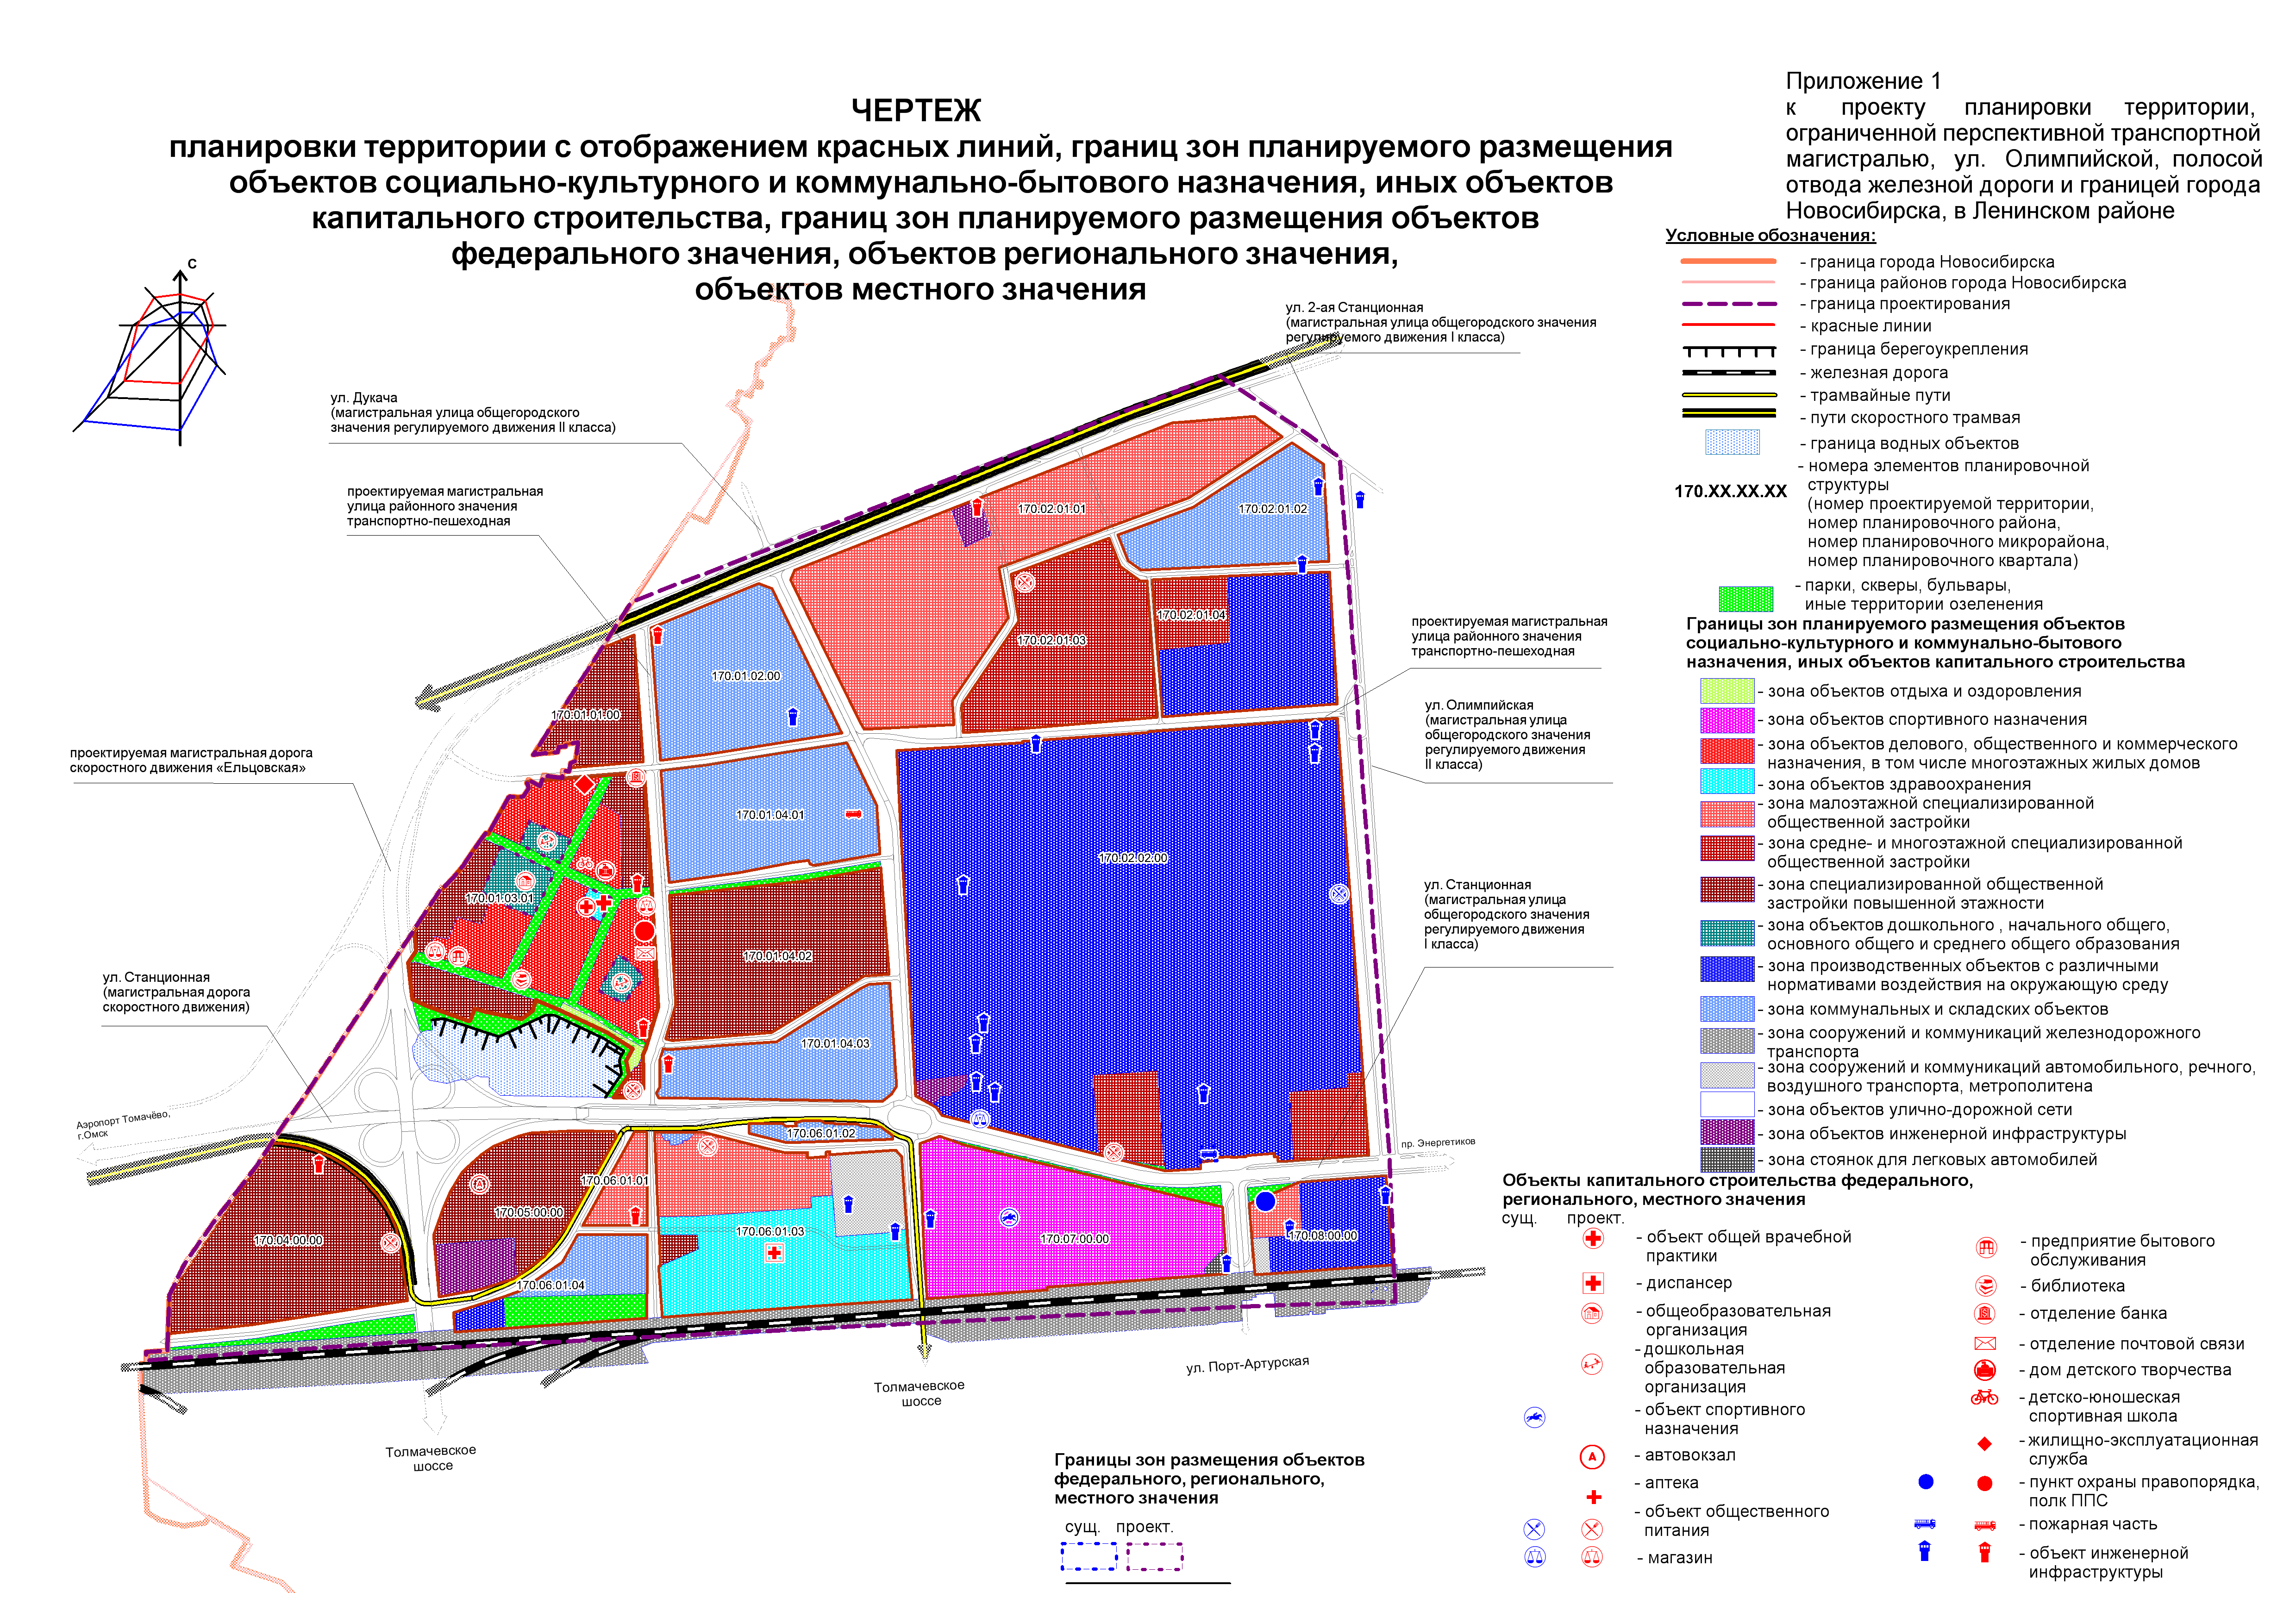 Приложение 1
к проекту планировки территории,
ограниченной перспективной транспортной
магистралью, ул. Олимпийской, полосой
отвода железной дороги и границей города
Новосибирска, в Ленинском районе
ЧЕРТЕЖ
планировки территории с отображением красных линий, границ зон планируемого размещения
объектов социально-культурного и коммунально-бытового назначения, иных объектов
капитального строительства, границ зон планируемого размещения объектов
федерального значения, объектов регионального значения,
объектов местного значения
С
ул. 2-ая Станционная
(магистральная улица общегородского значения
регулируемого движения I класса)
ул. Дукача
(магистральная улица общегородского
значения регулируемого движения II класса)
проектируемая магистральная
улица районного значения
транспортно-пешеходная
проектируемая магистральная дорога
скоростного движения «Ельцовская»
ул. Станционная
(магистральная дорога
скоростного движения)
Аэропорт Томачёво,
г.Омск
проектируемая магистральная
улица районного значения
транспортно-пешеходная
ул. Олимпийская
(магистральная улица
общегородского значения
регулируемого движения
II класса)
ул. Станционная
(магистральная улица
общегородского значения
регулируемого движения
I класса)
пр. Энергетиков
170.02.01.01
170.02.01.02
170.02.01.04
170.02.01.03
170.01.02.00
170.01.01.00
170.01.04.01
170.02.02.00
170.01.03.01
170.01.04.02
170.01.04.03
170.06.01.02
170.06.01.01
170.05.00.00
170.04.00.00
170.06.01.03
170.07.00.00
170.08.00.00
170.06.01.04
А
ул. Порт-Артурская
Толмачевское
шоссе
Толмачевское
шоссе
Условные обозначения:
- граница города Новосибирска
- граница районов города Новосибирска
- граница проектирования
- красные линии
- граница берегоукрепления
- железная дорога
- трамвайные пути
- пути скоростного трамвая
- граница водных объектов
170.ХХ.ХХ.ХХ
- номера элементов планировочной
структуры
(номер проектируемой территории,
номер планировочного района,
номер планировочного микрорайона,
номер планировочного квартала)
- парки, скверы, бульвары,
иные территории озеленения
Границы зон планируемого размещения объектов
социально-культурного и коммунально-бытового
назначения, иных объектов капитального строительства
- зона объектов отдыха и оздоровления
- зона объектов спортивного назначения
- зона объектов делового, общественного и коммерческого
назначения, в том числе многоэтажных жилых домов
- зона объектов здравоохранения
- зона малоэтажной специализированной
общественной застройки
- зона средне- и многоэтажной специализированной
общественной застройки
- зона специализированной общественной
застройки повышенной этажности
- зона объектов дошкольного , начального общего,
основного общего и среднего общего образования
- зона производственных объектов с различными
нормативами воздействия на окружающую среду
- зона коммунальных и складских объектов
- зона сооружений и коммуникаций железнодорожного
транспорта
- зона сооружений и коммуникаций автомобильного, речного,
воздушного транспорта, метрополитена
- зона объектов улично-дорожной сети
- зона объектов инженерной инфраструктуры
- зона стоянок для легковых автомобилей
Объекты капитального строительства федерального,
регионального, местного значения
сущ. проект.
- объект общей врачебной
практики
- диспансер
- общеобразовательная
организация
- дошкольная
образовательная
организация
- объект спортивного
назначения
А
- автовокзал
- аптека
- объект общественного
питания
- магазин
- предприятие бытового
обслуживания
- библиотека
- отделение банка
- отделение почтовой связи
- дом детского творчества
- детско-юношеская
спортивная школа
- жилищно-эксплуатационная
служба
- пункт охраны правопорядка,
полк ППС
- пожарная часть
- объект инженерной
инфраструктуры
Границы зон размещения объектов
федерального, регионального,
местного значения
сущ. проект.